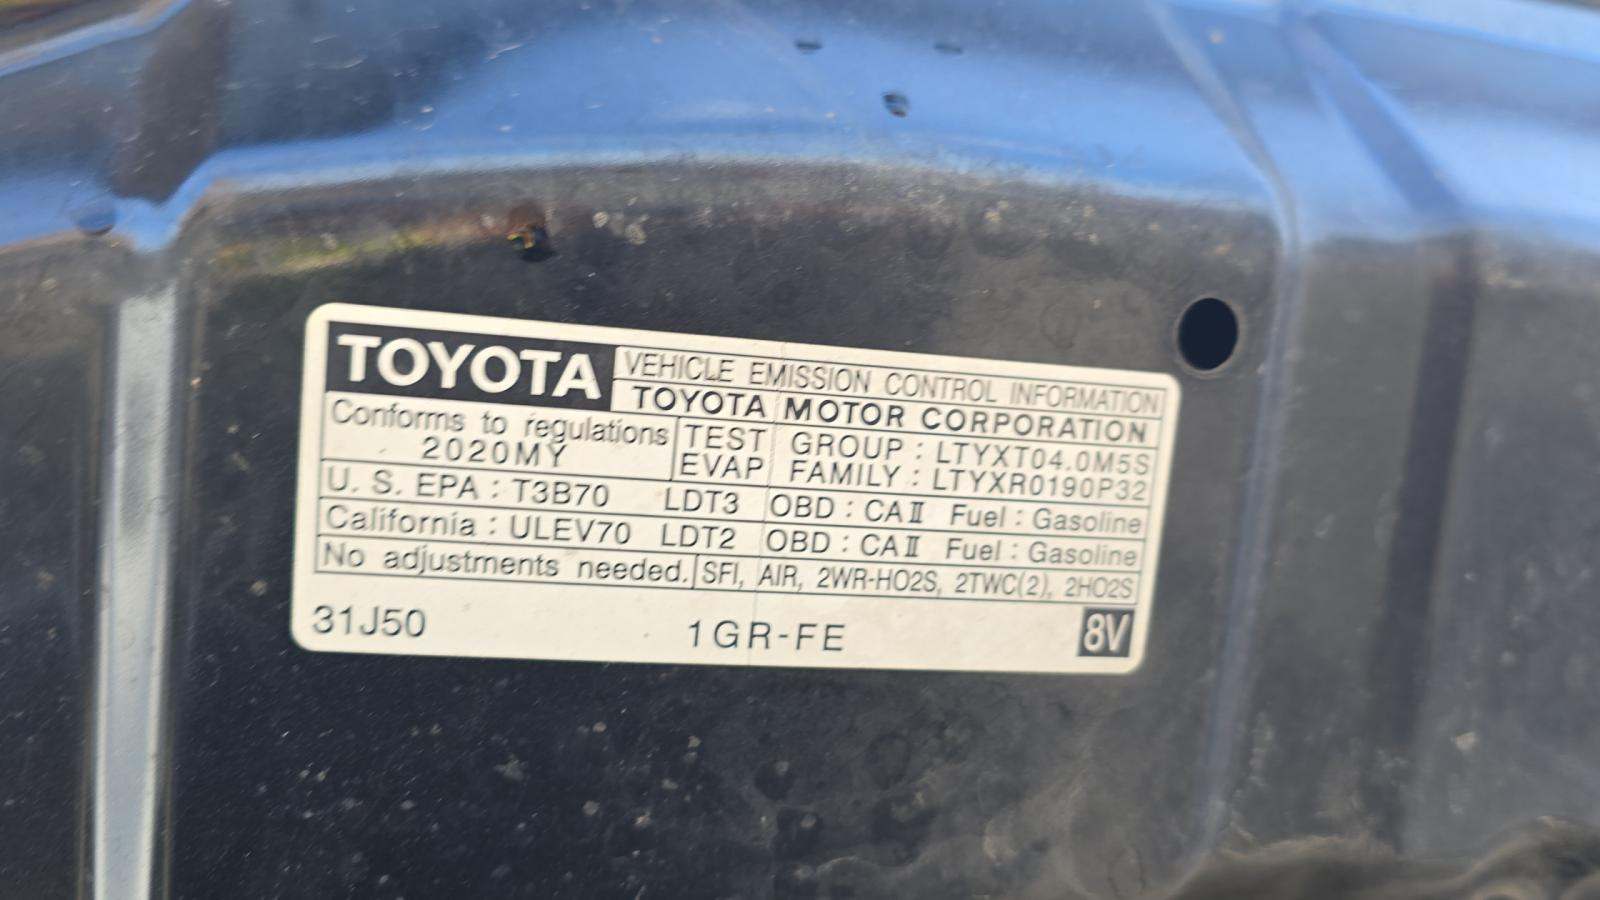 TOYOTA VEHICLE EMISSION CONTROL INFORMATION
TOYOTA MOTOR CORPORATION
Conforms to regulations
2020MY
TEST GROUP : LTYXT04.0M5S
EVAP FAMILY : LTYXR0190P32
U. S. EPA : T3B70 LDT3 OBD : CAⅡ Fuel : Gasoline
California : ULEV70 LDT2 OBD : CAⅡ Fuel : Gasoline
No adjustments needed. SFI, AIR, 2WR-HO2S, 2TWC(2), 2HO2S
31J50 1GR-FE 8V